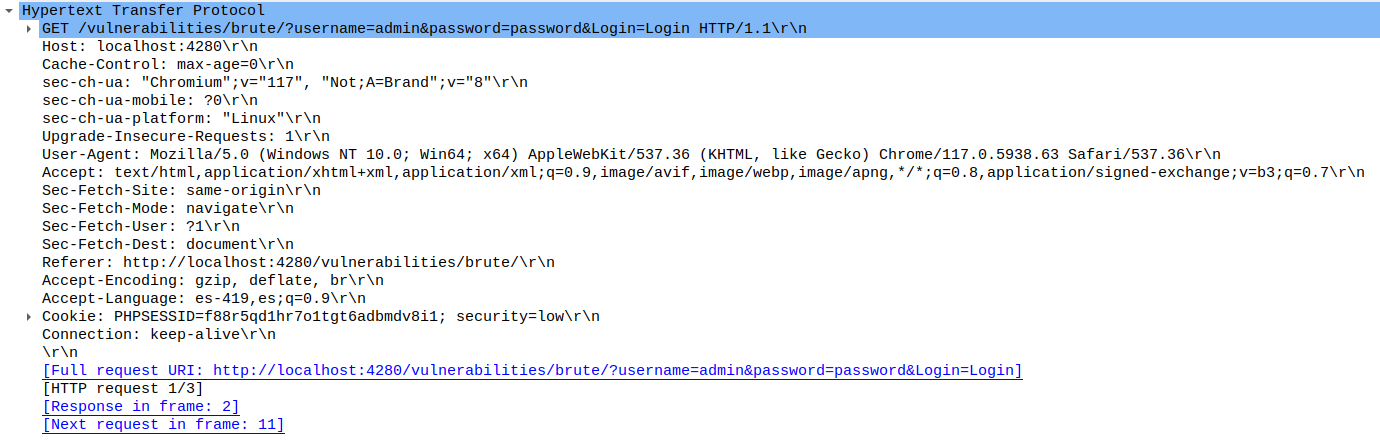 Hypertext Transfer Protocol
GET /vulnerabilities/brute/?username=admin&password=password&Login=Login HTTP/1.1\r\n
Host: localhost:4280\r\n
Cache-Control: max-age=0\r\n
sec-ch-ua: "Chromium";v="117", "Not;A=Brand";v="8"\r\n
sec-ch-ua-mobile: ?0\r\n
sec-ch-ua-platform: "Linux"\r\n
Upgrade-Insecure-Requests: 1\r\n
User-Agent: Mozilla/5.0 (Windows NT 10.0; Win64; x64) AppleWebKit/537.36 (KHTML, like Gecko) Chrome/117.0.5938.63 Safari/537.36\r\n
Accept: text/html,application/xhtml+xml,application/xml;q=0.9,image/avif,image/webp,image/apng,*/*;q=0.8,application/signed-exchange;v=b3;q=0.7\r\n
Sec-Fetch-Site: same-origin\r\n
Sec-Fetch-Mode: navigate\r\n
Sec-Fetch-User: ?1\r\n
Sec-Fetch-Dest: document\r\n
Referer: http://localhost:4280/vulnerabilities/brute/\r\n
Accept-Encoding: gzip, deflate, br\r\n
Accept-Language: es-419,es;q=0.9\r\n
Cookie: PHPSESSID=f88r5qd1hr7o1tgt6adbmdv8i1; security=low\r\n
Connection: keep-alive\r\n
\r\n
[Full request URI: http://localhost:4280/vulnerabilities/brute/?username=admin&password=password&Login=Login]
[HTTP request 1/3]
[Response in frame: 2]
[Next request in frame: 11]